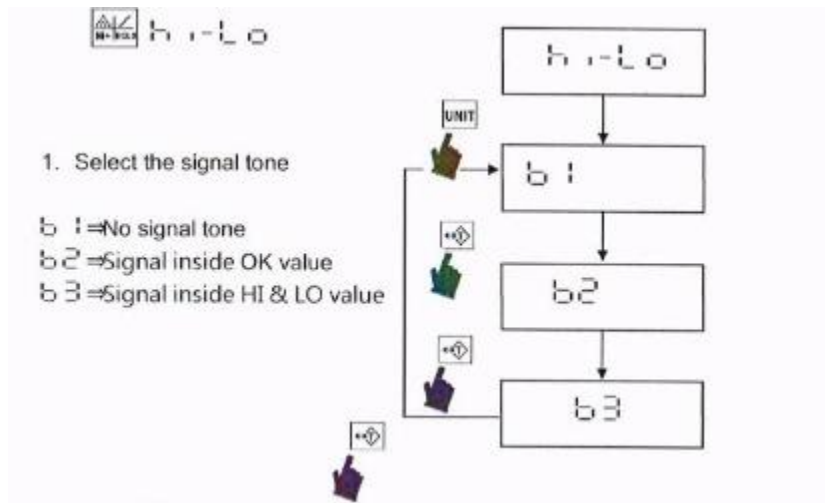 hi-Lo
hi-Lo
UNIT
1. Select the signal tone
b1
b1⇒No signal tone
b2⇒Signal inside OK value
b2
b3⇒Signal inside HI & LO value
b3